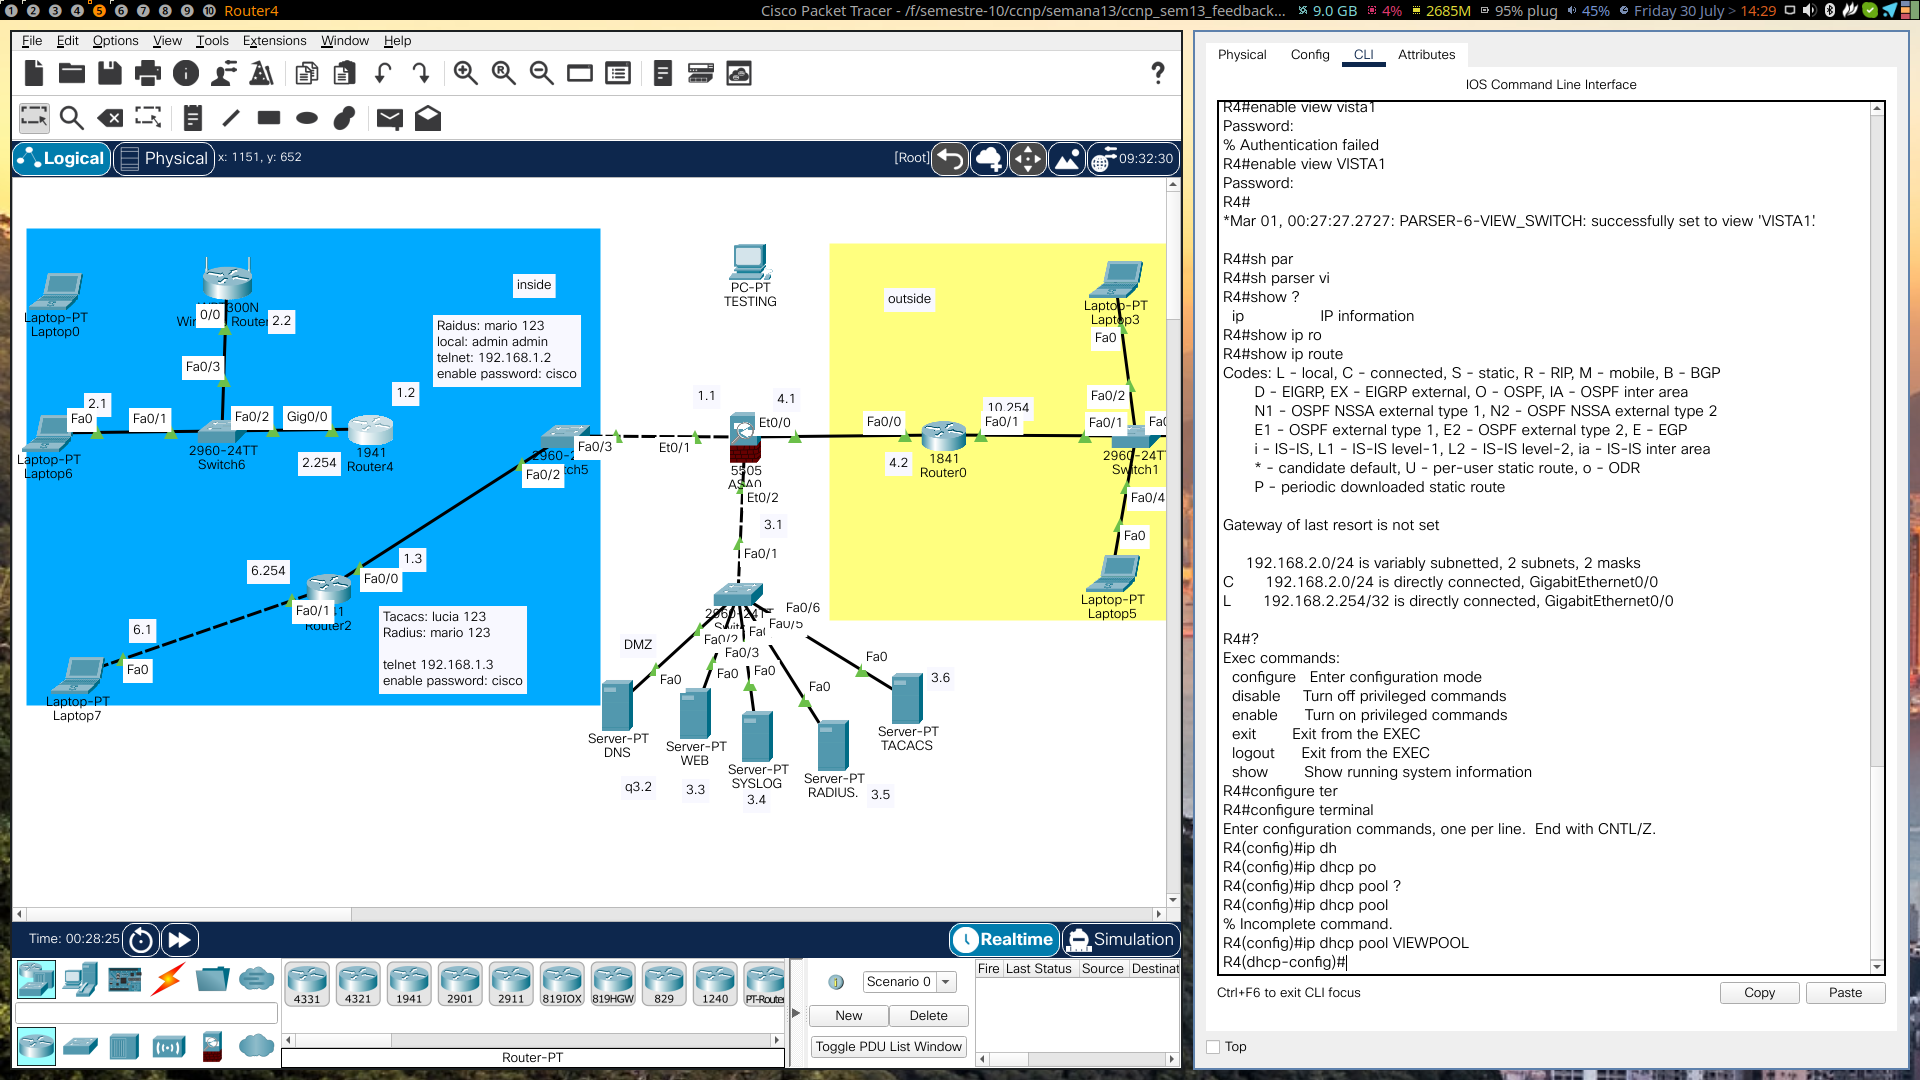 1 2 3 4 5 6 7 8 9 10 Router4
Cisco Packet Tracer - /f/semestre-10/ccnp/semana13/ccnp_sem13_feedback... 9.0 GB 4% 2685M 95% plug 45% Friday 30 July > 14:29
File Edit Options View Tools Extensions Window Help
Logical Physical x: 1151, y: 652
[Root] 09:32:30
inside
Raidus: mario 123
local: admin admin
telnet: 192.168.1.2
enable password: cisco
Laptop-PT
Laptop0
0/0
300N
Router
2.2
Fa0/3
2.1
Fa0
Fa0/1
Fa0/2
Gig0/0
1.2
Laptop-PT
Laptop6
2960-24TT
Switch6
2.254
1941
Router4
Fa0/3
Fa0/2
Et0/1
6.254
1.3
Fa0/0
Fa0/1
Router2
6.1
Fa0
Laptop-PT
Laptop7
Tacacs: lucia 123
Radius: mario 123
telnet 192.168.1.3
enable password: cisco
PC-PT
TESTING
1.1
4.1
Et0/0
5505
ASA0
Et0/2
3.1
Fa0/1
outside
Laptop-PT
Laptop3
Fa0
Fa0/2
10.254
Fa0/0
Fa0/1
Fa0/1
4.2
1841
Router0
2960-24TT
Switch1
Fa0/4
Fa0
Laptop-PT
Laptop5
DMZ
Fa0/6
Fa0/5
Fa0/2
Fa0/3
Fa0
Fa0
Fa0
Fa0
Fa0
3.6
Server-PT
DNS
q3.2
Server-PT
WEB
3.3
Server-PT
SYSLOG
3.4
Server-PT
RADIUS.
3.5
Server-PT
TACACS
Time: 00:28:25
Realtime Simulation
4331 4321 1941 2901 2911 819IOX 819HGW 829 1240 PT-Router
Router-PT
Scenario 0
New Delete
Toggle PDU List Window
Fire Last Status Source Destinat
Physical Config CLI Attributes
IOS Command Line Interface
R4#enable view vista1
Password:
% Authentication failed
R4#enable view VISTA1
Password:
R4#
*Mar 01, 00:27:27.2727: PARSER-6-VIEW_SWITCH: successfully set to view 'VISTA1'.
R4#sh par
R4#sh parser vi
R4#show ?
ip IP information
R4#show ip ro
R4#show ip route
Codes: L - local, C - connected, S - static, R - RIP, M - mobile, B - BGP
D - EIGRP, EX - EIGRP external, O - OSPF, IA - OSPF inter area
N1 - OSPF NSSA external type 1, N2 - OSPF NSSA external type 2
E1 - OSPF external type 1, E2 - OSPF external type 2, E - EGP
i - IS-IS, L1 - IS-IS level-1, L2 - IS-IS level-2, ia - IS-IS inter area
* - candidate default, U - per-user static route, o - ODR
P - periodic downloaded static route
Gateway of last resort is not set
192.168.2.0/24 is variably subnetted, 2 subnets, 2 masks
C 192.168.2.0/24 is directly connected, GigabitEthernet0/0
L 192.168.2.254/32 is directly connected, GigabitEthernet0/0
R4#?
Exec commands:
configure Enter configuration mode
disable Turn off privileged commands
enable Turn on privileged commands
exit Exit from the EXEC
logout Exit from the EXEC
show Show running system information
R4#configure ter
R4#configure terminal
Enter configuration commands, one per line. End with CNTL/Z.
R4(config)#ip dh
R4(config)#ip dhcp po
R4(config)#ip dhcp pool ?
R4(config)#ip dhcp pool
% Incomplete command.
R4(config)#ip dhcp pool VIEWPOOL
R4(dhcp-config)#
Ctrl+F6 to exit CLI focus
Copy Paste
Top